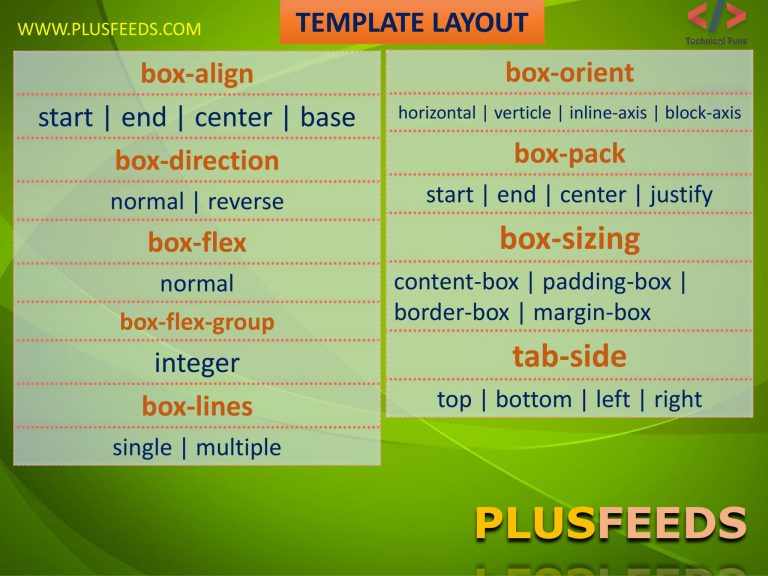 WWW.PLUSFEEDS.COM
TEMPLATE LAYOUT
Technical Funs
box-align
start | end | center | base
box-direction
normal | reverse
box-flex
normal
box-flex-group
integer
box-lines
single | multiple
box-orient
horizontal | verticle | inline-axis | block-axis
box-pack
start | end | center | justify
box-sizing
content-box | padding-box |
border-box | margin-box
tab-side
top | bottom | left | right
PLUSFEEDS